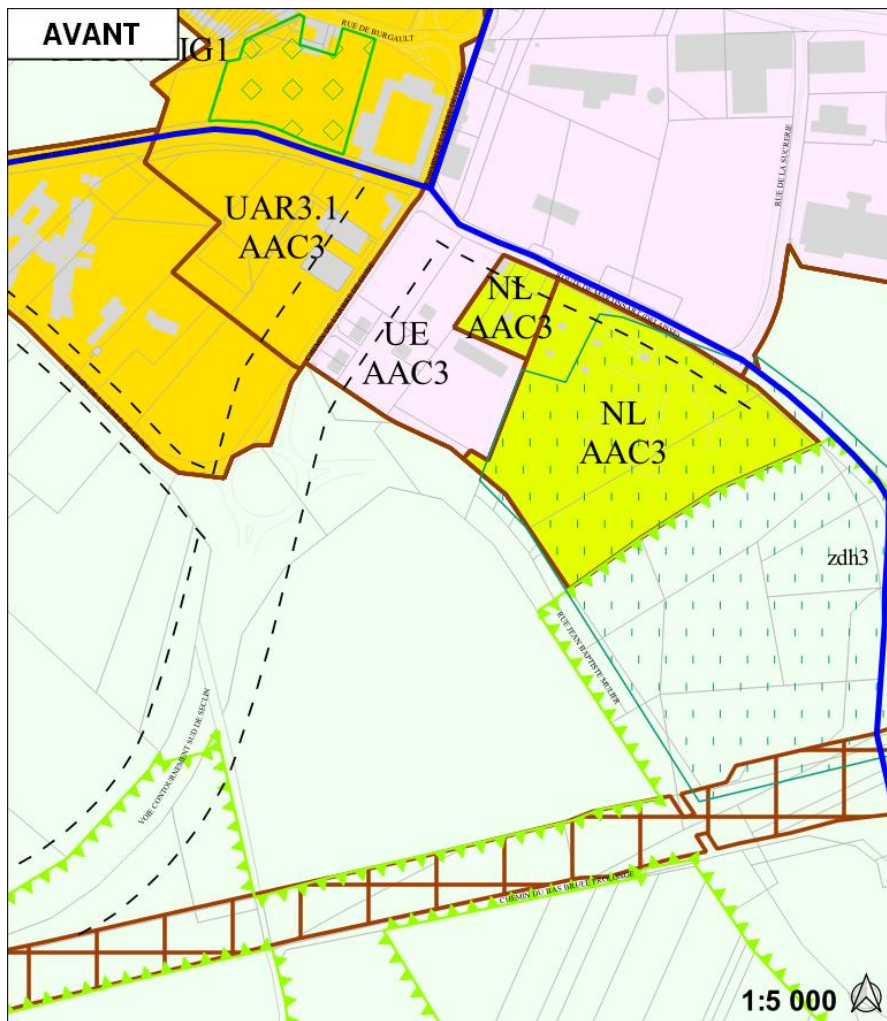 AVANT
RUE DE BURGAULT
IG1
RUE DE LA SUCRERIE
UAR3.1
AAC3
NL
AAC3
UE
AAC3
NL
AAC3
zdh3
RUE JEAN BAPTISTE MULIER
VOIE CONTOURNEMENT SUD DE SECLIN
CHEMIN DU BAS BRULE PROLONGE
1:5 000